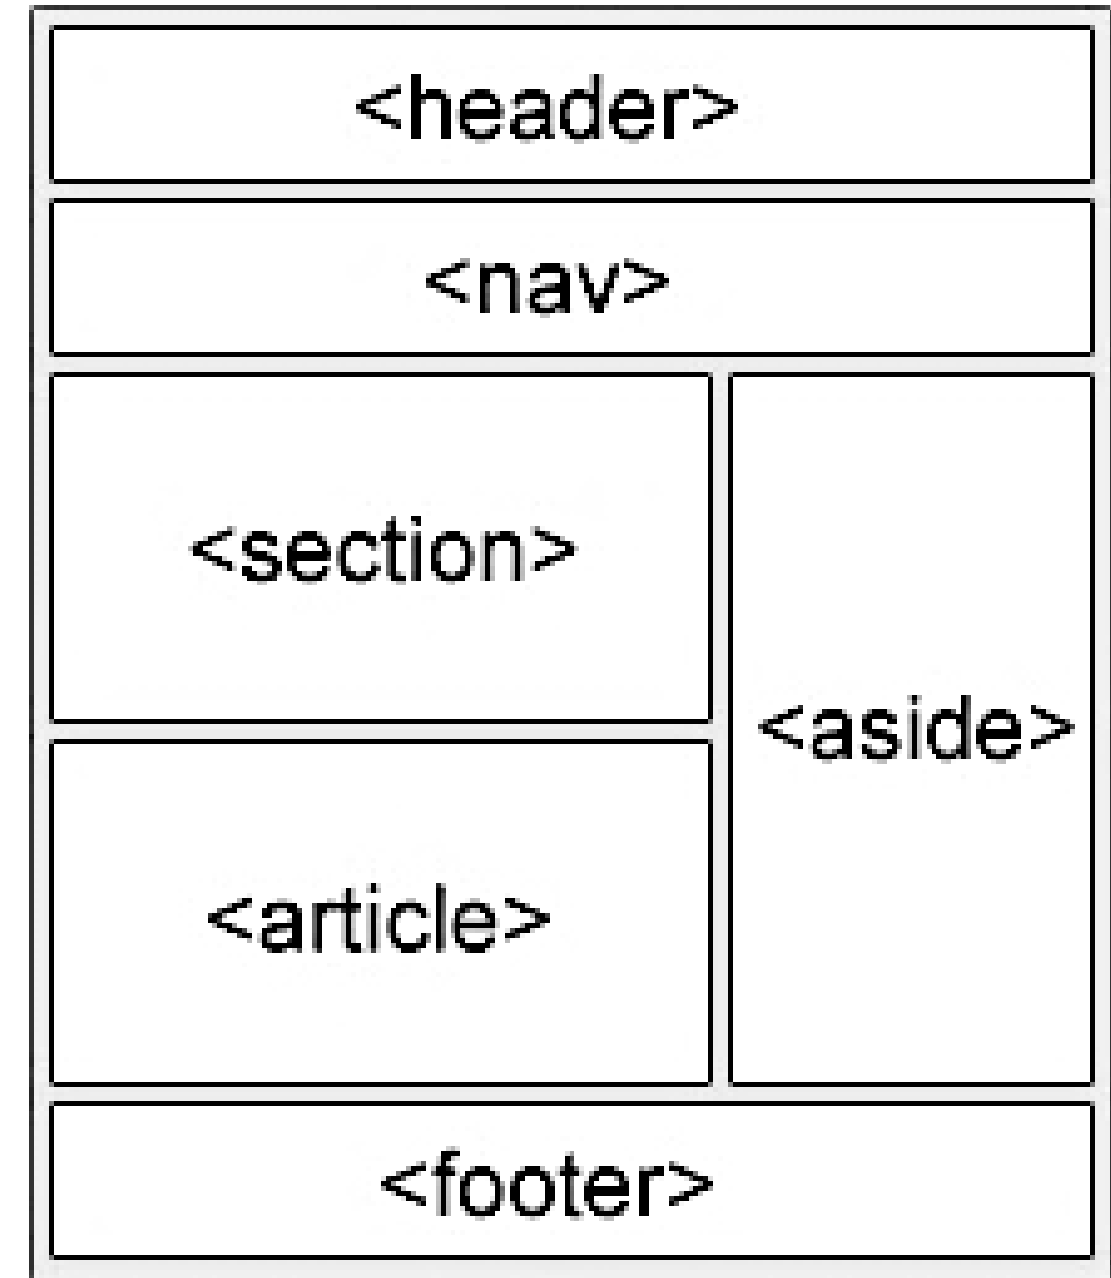 <header>
<nav>
<section>
<article>
<aside>
<footer>